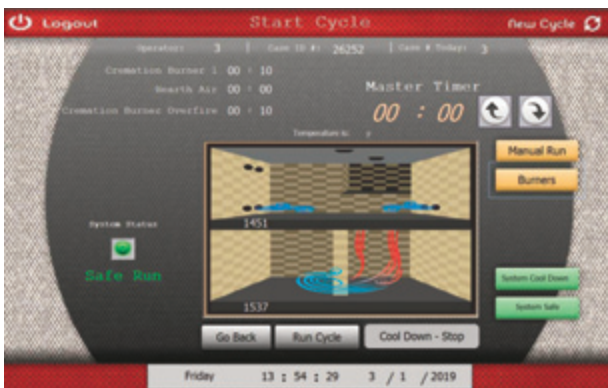 Logout
Start Cycle
New Cycle
Operator: 3 | Case ID #: 26252 | Case # Today: 3
Cremation Burner 1 00 : 10
Hearth Air 00 : 00
Cremation Burner Overfire 00 : 10
Master Timer
00 : 00
Temperature is:
Manual Run
Burners
1451
System Status
Safe Run
1537
System Cool Down
System Safe
Go Back
Run Cycle
Cool Down - Stop
Friday 13 : 54 : 29 3 / 1 / 2019